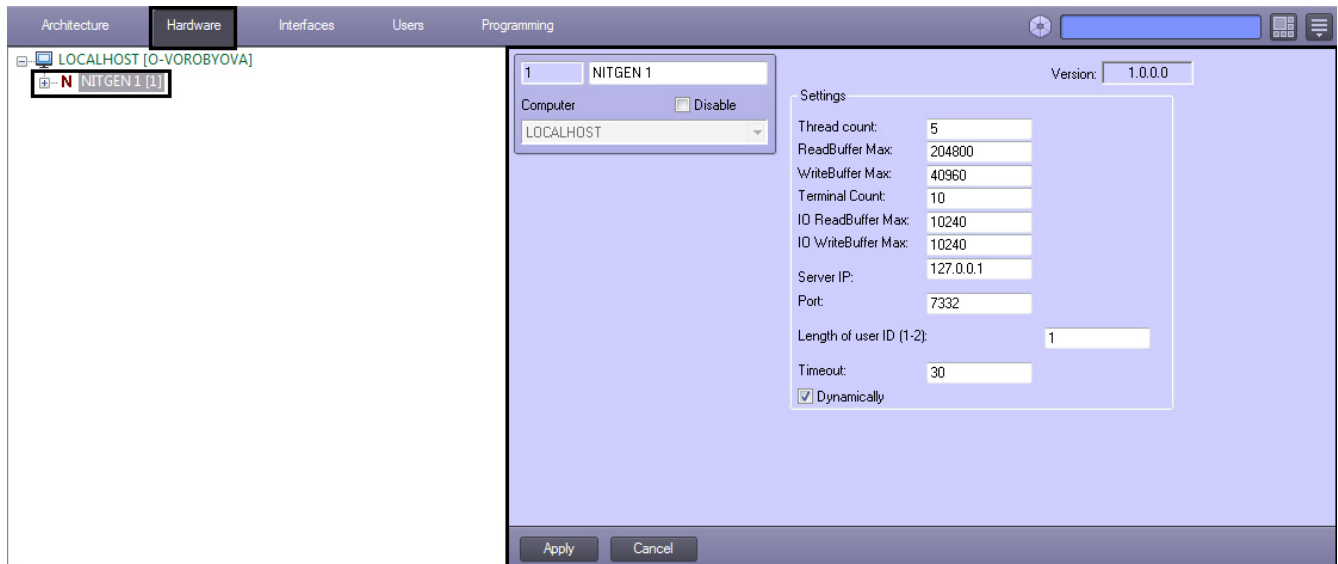 Architecture Hardware Interfaces Users Programming
LOCALHOST [O-VOROBYOVA]
N NITGEN 1 [1]
1 NITGEN 1
Version: 1.0.0.0
Computer Disable
LOCALHOST
Settings
Thread count: 5
ReadBuffer Max: 204800
WriteBuffer Max: 40960
Terminal Count: 10
IO ReadBuffer Max: 10240
IO WriteBuffer Max: 10240
Server IP: 127.0.0.1
Port: 7332
Length of user ID (1-2): 1
Timeout: 30
Dynamically
Apply Cancel